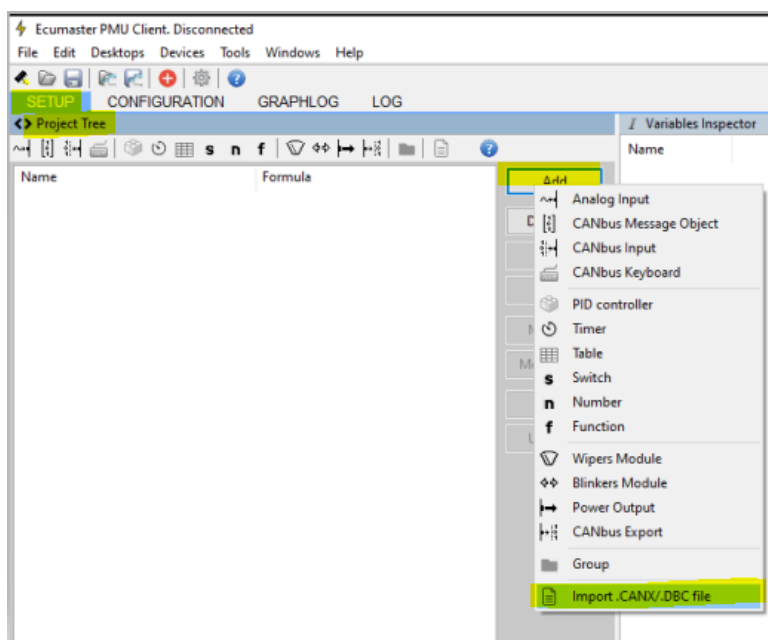 Ecumaster PMU Client. Disconnected
File Edit Desktops Devices Tools Windows Help
SETUP CONFIGURATION GRAPHLOG LOG
Project Tree
Variables Inspector
s n f
Name Formula
Name
Add
Analog Input
CANbus Message Object
CANbus Input
CANbus Keyboard
PID controller
Timer
Table
s Switch
n Number
f Function
Wipers Module
Blinkers Module
Power Output
CANbus Export
Group
Import .CANX/.DBC file